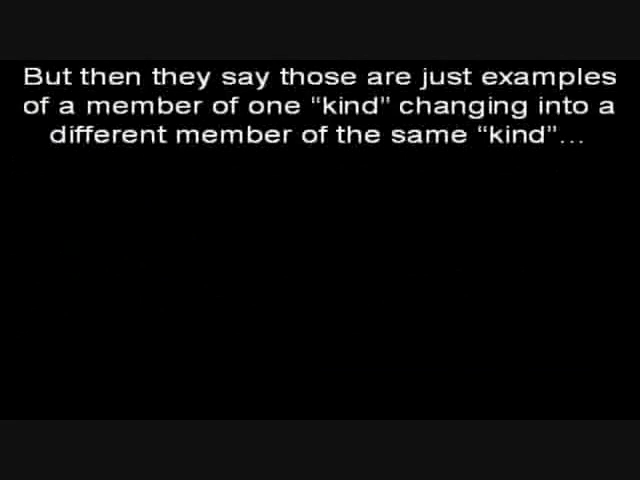 But then they say those are just examples
of a member of one “kind” changing into a
different member of the same “kind”...